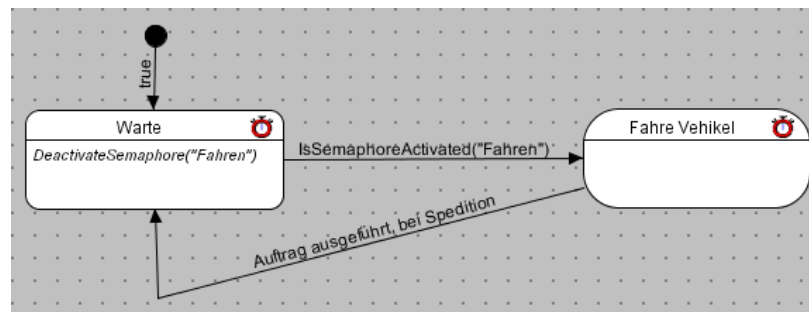 true
Warte
DeactivateSemaphore("Fahren")
IsSemaphoreActivated("Fahren")
Fahre Vehikel
Auftrag ausgeführt, bei Spedition